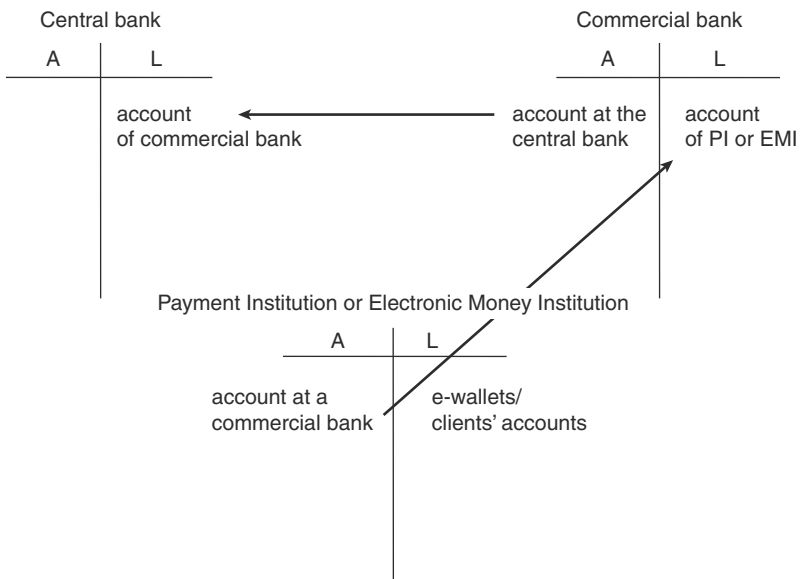 Central bank
A L
account
of commercial bank
Commercial bank
A L
account at the
central bank
account
of PI or EMI
Payment Institution or Electronic Money Institution
A L
account at a
commercial bank
e-wallets/
clients’ accounts